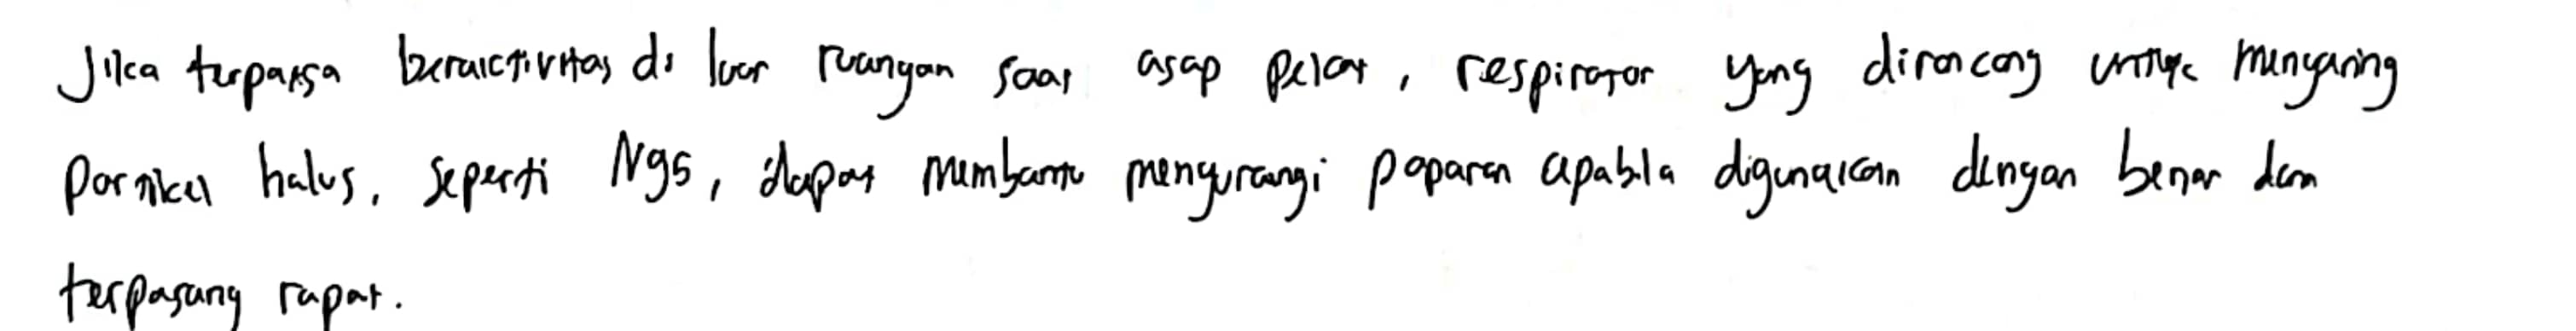 Jika terpaksa beraktivitas di luar ruangan saat asap pekat, respirator yang dirancang untuk menyaring
partikel halus, seperti N95, dapat membantu mengurangi paparan apabila digunakan dengan benar dan
terpasang rapat.